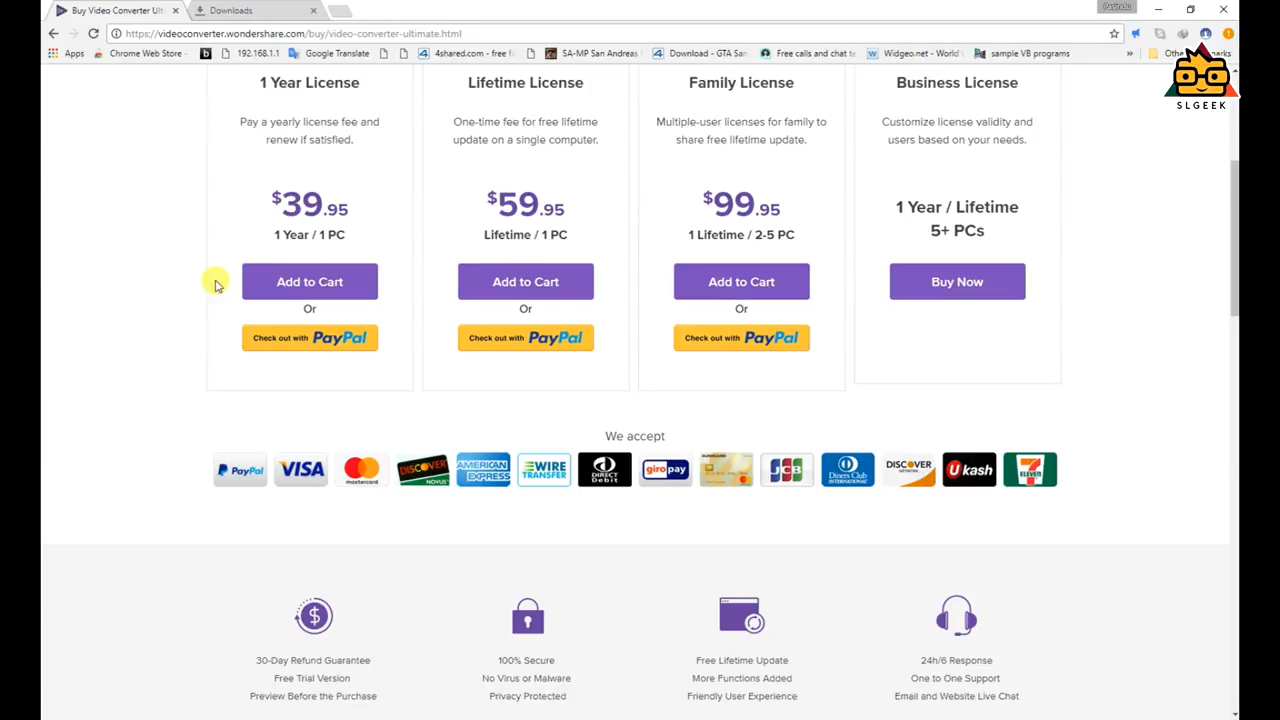 Buy Video Converter Ulti
Downloads
Pasindu
https://videoconverter.wondershare.com/buy/video-converter-ultimate.html
Apps
Chrome Web Store -
b
192.168.1.1
Google Translate
4shared.com - free f
SA-MP San Andreas
Download - GTA Sa
Free calls and chat
Widgeo.net - World'
sample VB programs
SLGEEK
1 Year License
Pay a yearly license fee and
renew if satisfied.
$39.95
1 Year / 1 PC
Add to Cart
Or
Check out with PayPal
Lifetime License
One-time fee for free lifetime
update on a single computer.
$59.95
Lifetime / 1 PC
Add to Cart
Or
Check out with PayPal
Family License
Multiple-user licenses for family to
share free lifetime update.
$99.95
1 Lifetime / 2-5 PC
Add to Cart
Or
Check out with PayPal
Business License
Customize license validity and
users based on your needs.
1 Year / Lifetime
5+ PCs
Buy Now
We accept
PayPal
VISA
mastercard
DISCOVER
NOVUS
AMERICAN
EXPRESS
WIRE
TRANSFER
DIRECT
Debit
giropay
JCB
Diners Club
INTERNATIONAL
DISCOVER
NETWORK
Ukash
7
ELEVEN
30-Day Refund Guarantee
Free Trial Version
Preview Before the Purchase
100% Secure
No Virus or Malware
Privacy Protected
Free Lifetime Update
More Functions Added
Friendly User Experience
24h/6 Response
One to One Support
Email and Website Live Chat